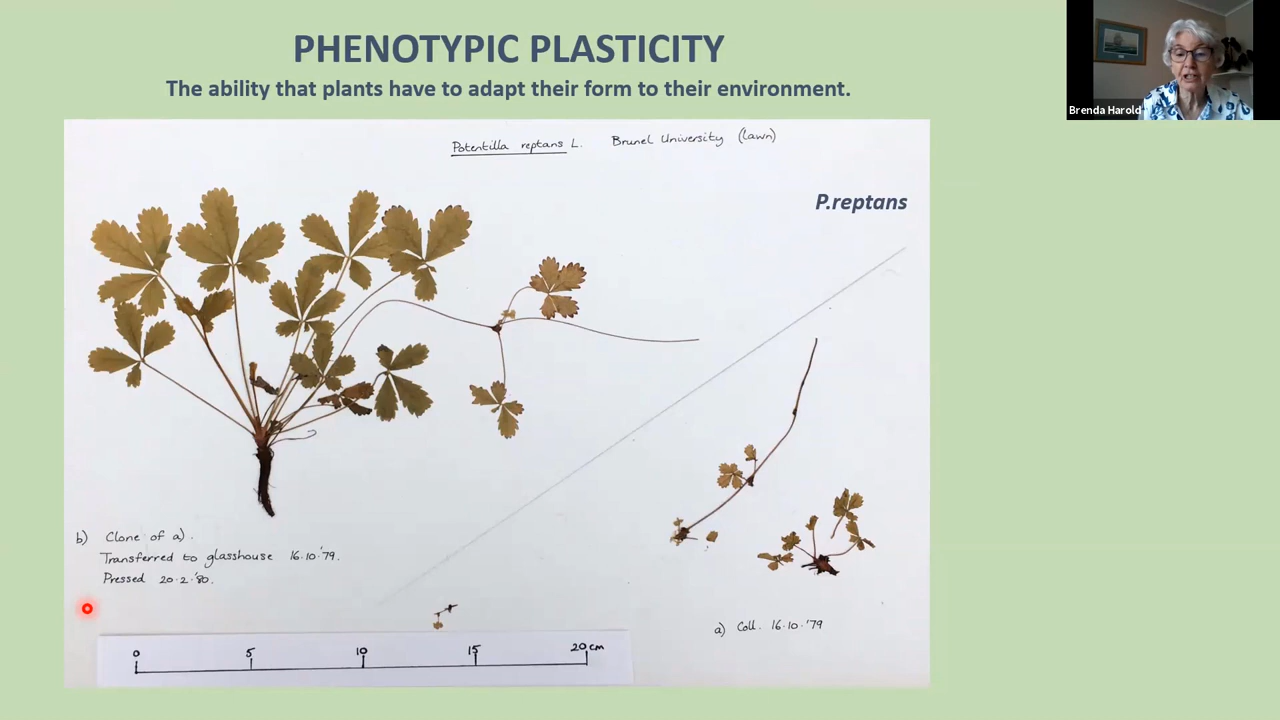 PHENOTYPIC PLASTICITY
The ability that plants have to adapt their form to their environment.
Brenda Harold
Potentilla reptans L. Brunel University (lawn)
P.reptans
b) Clone of a).
Transferred to glasshouse 16.10.'79.
Pressed 20.2.'80.
a) Coll. 16.10.'79
0 5 10 15 20 cm